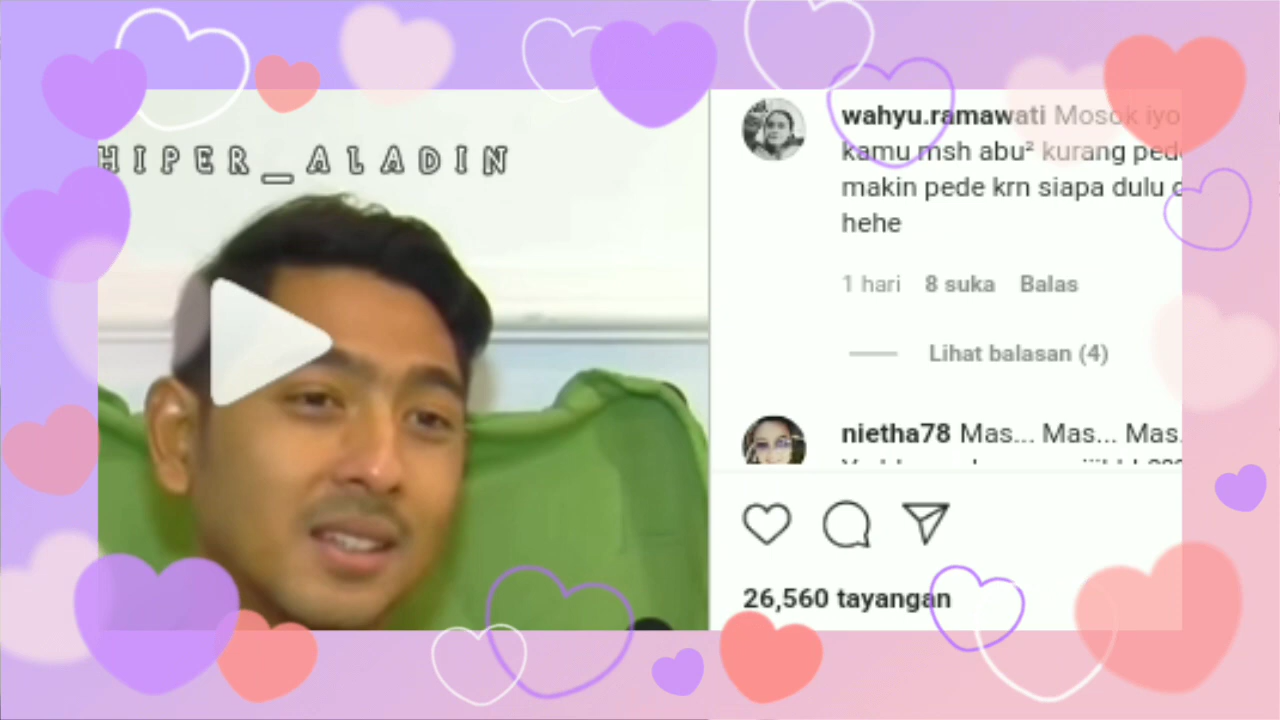 HIPER_ALADIN
wahyu.ramawati Mosok iyo
kamu msh abu² kurang pede
makin pede krn siapa dulu
hehe
1 hari 8 suka Balas
Lihat balasan (4)
nietha78 Mas... Mas... Mas.
26,560 tayangan